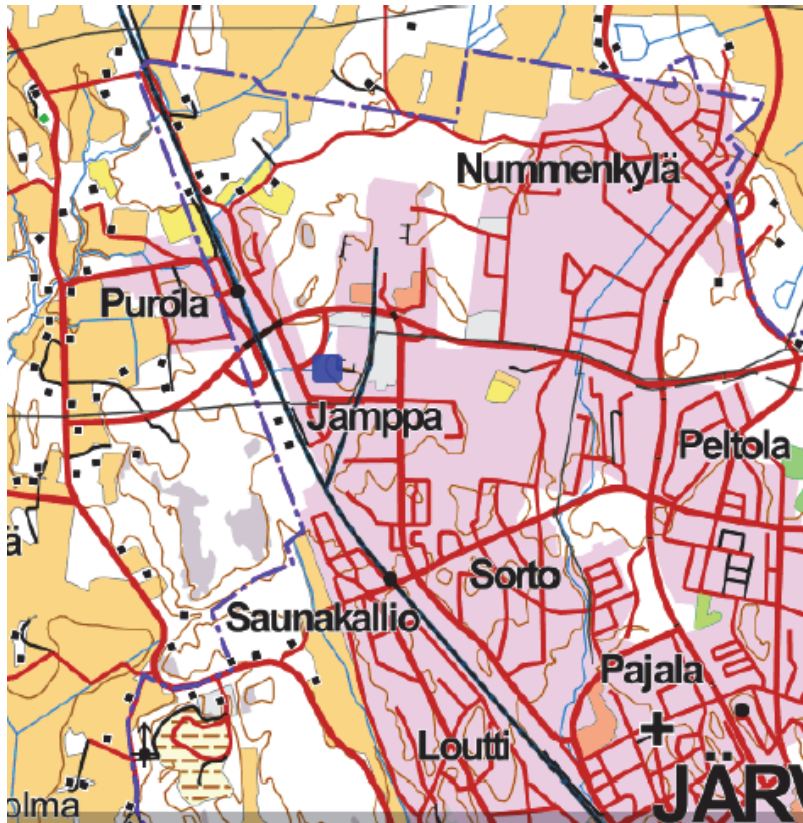 Nummenkylä
Purola
Jamppa
Peltola
ä
Sorto
Saunakallio
Pajala
Loutti
JÄRV
olma